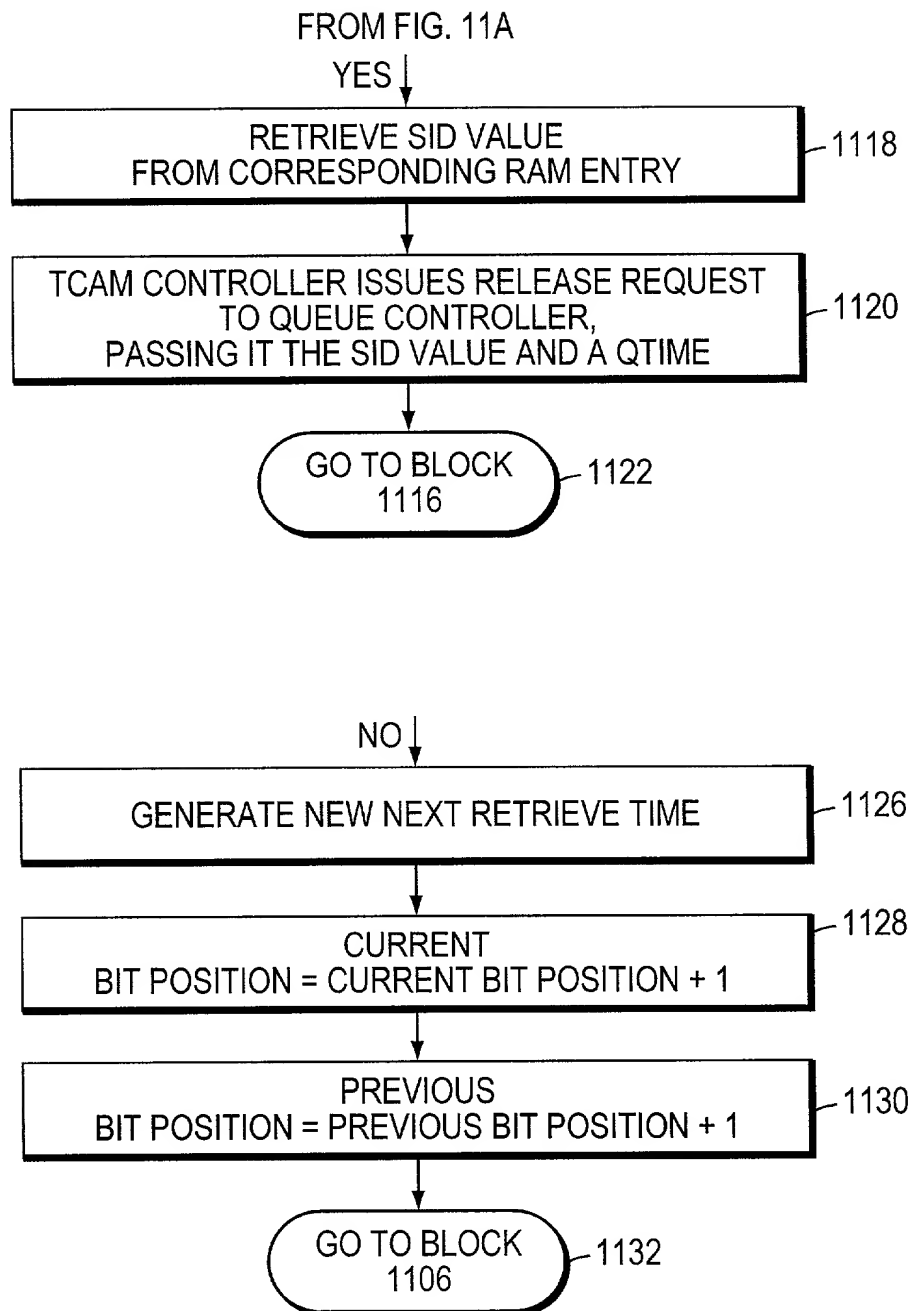 FROM FIG. 11A
YES
RETRIEVE SID VALUE
FROM CORRESPONDING RAM ENTRY
1118
TCAM CONTROLLER ISSUES RELEASE REQUEST
TO QUEUE CONTROLLER,
PASSING IT THE SID VALUE AND A QTIME
1120
GO TO BLOCK
1116
1122
NO
GENERATE NEW NEXT RETRIEVE TIME
1126
CURRENT
BIT POSITION = CURRENT BIT POSITION + 1
1128
PREVIOUS
BIT POSITION = PREVIOUS BIT POSITION + 1
1130
GO TO BLOCK
1106
1132